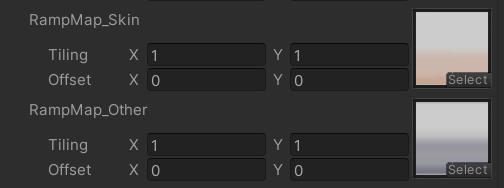 RampMap_Skin
Tiling X 1 Y 1
Offset X 0 Y 0
Select
RampMap_Other
Tiling X 1 Y 1
Offset X 0 Y 0
Select